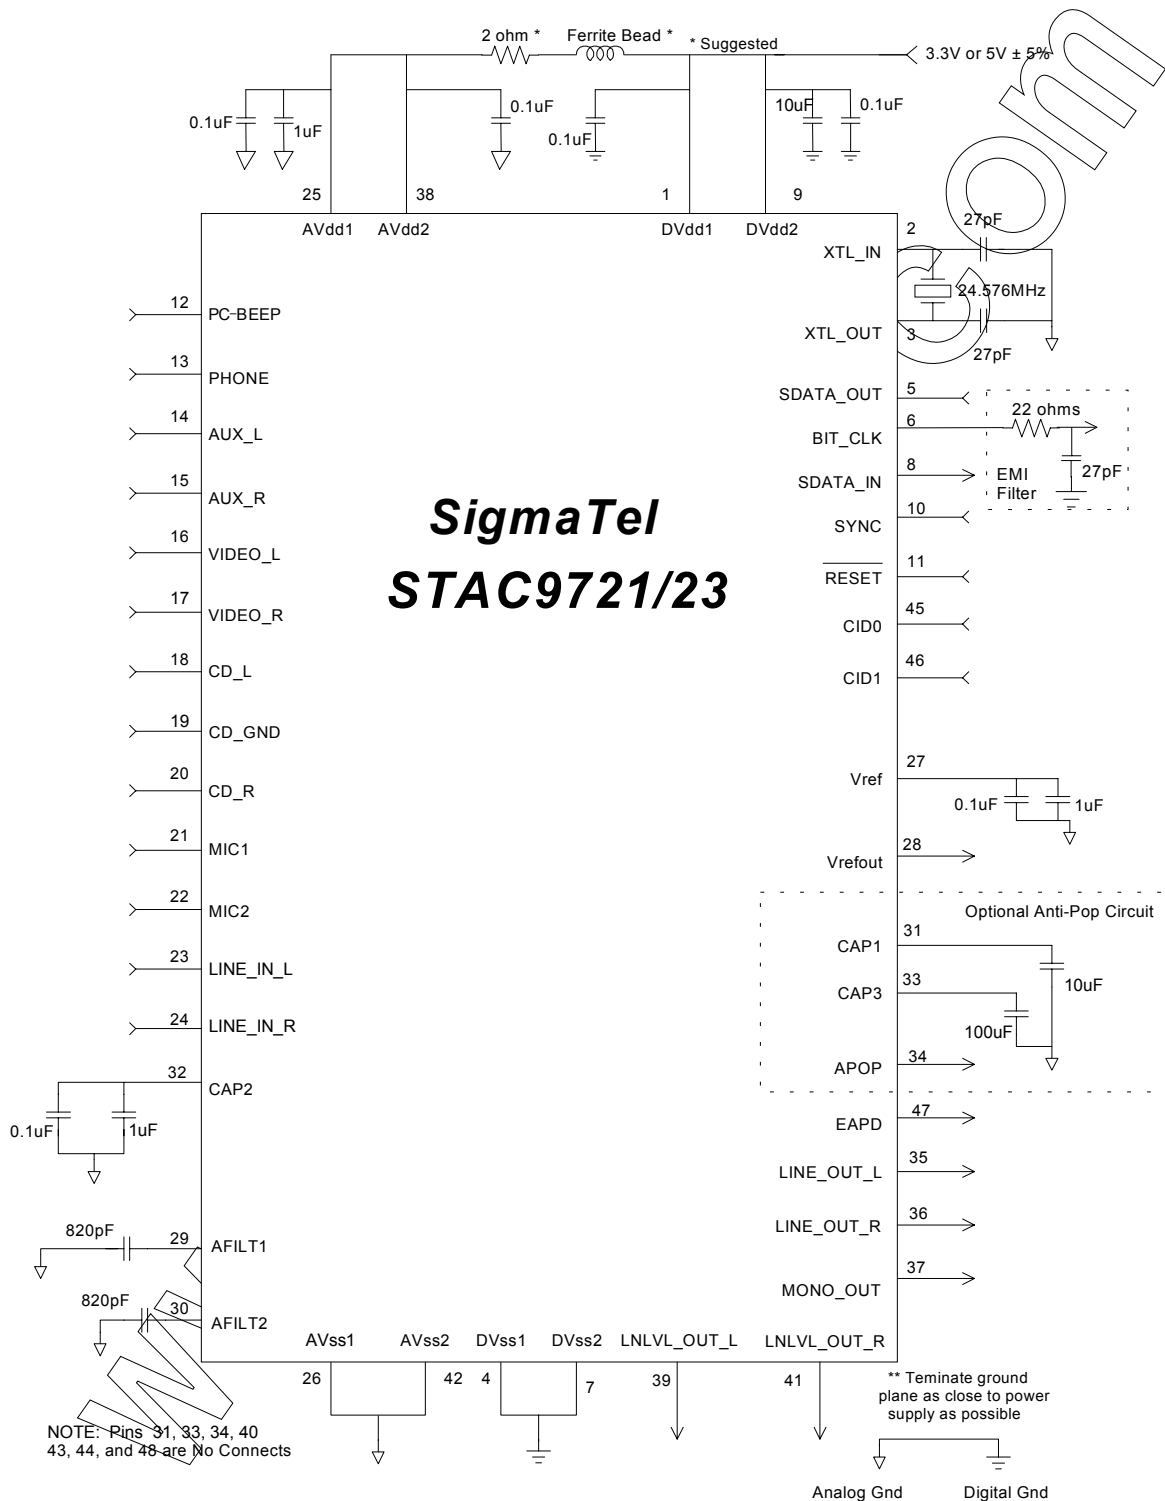 2 ohm *
Ferrite Bead *
* Suggested
3.3V or 5V ± 5%
0.1uF
1uF
0.1uF
0.1uF
10uF
0.1uF
25
38
1
9
AVdd1
AVdd2
DVdd1
DVdd2
2
27pF
XTL_IN
24.576MHz
XTL_OUT
3
27pF
12
PC-BEEP
13
PHONE
14
AUX_L
15
AUX_R
16
VIDEO_L
17
VIDEO_R
18
CD_L
19
CD_GND
20
CD_R
21
MIC1
22
MIC2
23
LINE_IN_L
24
LINE_IN_R
32
CAP2
0.1uF
1uF
820pF
29
AFILT1
820pF
30
AFILT2
SigmaTel
STAC9721/23
SDATA_OUT
5
BIT_CLK
6
22 ohms
27pF
EMI
Filter
SDATA_IN
8
SYNC
10
RESET
11
CID0
45
CID1
46
Vref
27
0.1uF
1uF
Vrefout
28
Optional Anti-Pop Circuit
CAP1
31
10uF
CAP3
33
100uF
APOP
34
EAPD
47
LINE_OUT_L
35
LINE_OUT_R
36
MONO_OUT
37
AVss1
AVss2
DVss1
DVss2
LNLVL_OUT_L
LNLVL_OUT_R
26
42
4
7
39
41
** Teminate ground
plane as close to power
supply as possible
NOTE: Pins 31, 33, 34, 40
43, 44, and 48 are No Connects
Analog Gnd
Digital Gnd